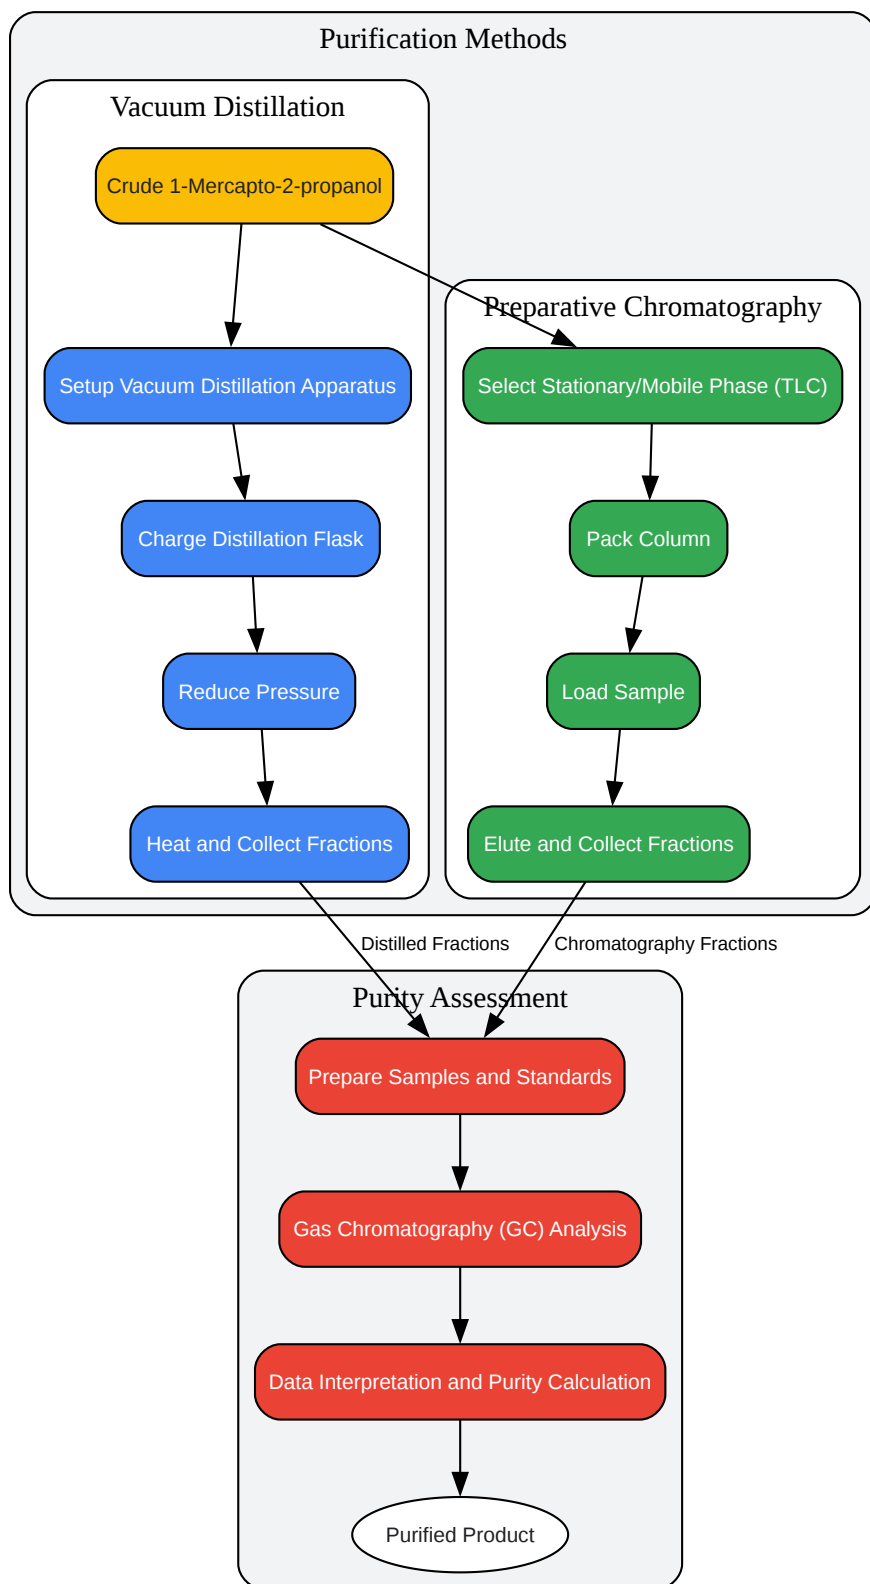 Purification Methods
Vacuum Distillation
Crude 1-Mercapto-2-propanol
Setup Vacuum Distillation Apparatus
Charge Distillation Flask
Reduce Pressure
Heat and Collect Fractions
Preparative Chromatography
Select Stationary/Mobile Phase (TLC)
Pack Column
Load Sample
Elute and Collect Fractions
Distilled Fractions
Chromatography Fractions
Purity Assessment
Prepare Samples and Standards
Gas Chromatography (GC) Analysis
Data Interpretation and Purity Calculation
Purified Product